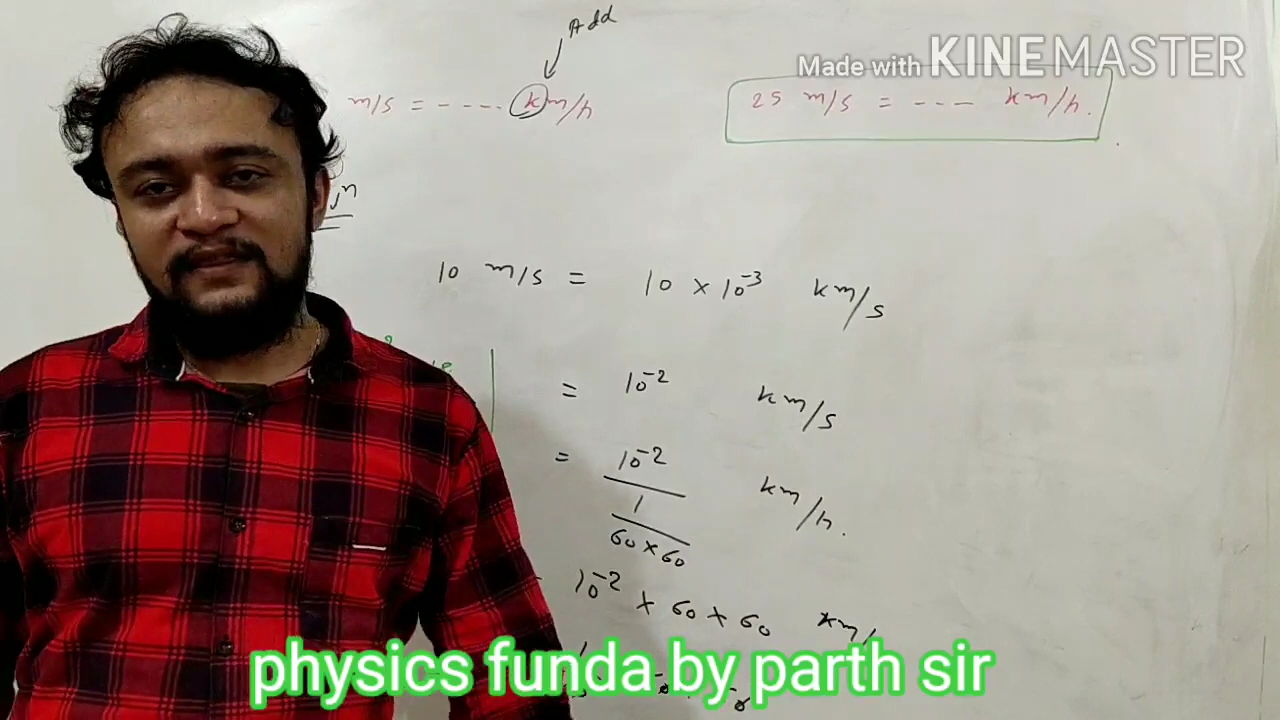 Add
Made with KINEMASTER
m/s = - - - - km/h
25 m/s = - - - km/h.
10 m/s = 10 × 10⁻³ km/s
= 10⁻² km/s
= 10⁻² / 1 / 60 × 60 km/h.
10⁻² × 60 × 60 km/
physics funda by parth sir